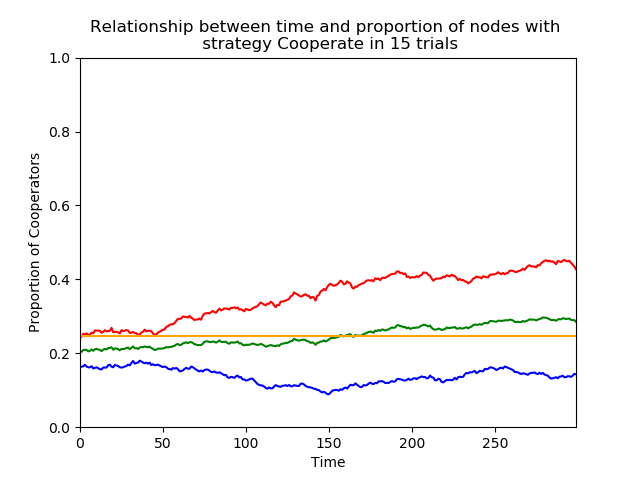 Relationship between time and proportion of nodes with
strategy Cooperate in 15 trials
1.0
0.8
0.6
0.4
0.2
0.0
Proportion of Cooperators
0 50 100 150 200 250
Time